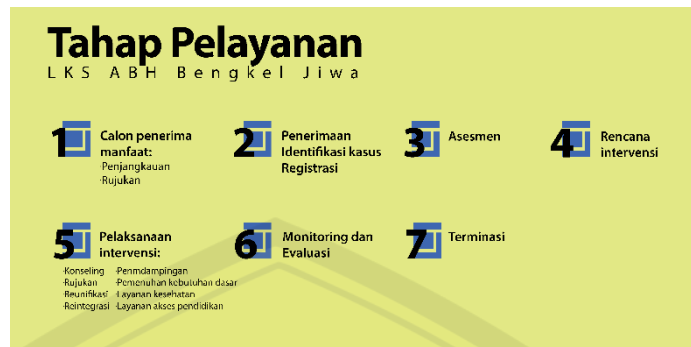 Tahap Pelayanan
LKS ABH Bengkel Jiwa
1 Calon penerima
manfaat:
·Penjangkauan
·Rujukan
2 Penerimaan
Identifikasi kasus
Registrasi
3 Asesmen
4 Rencana
intervensi
5 Pelaksanaan
intervensi:
·Konseling ·Penmdampingan
·Rujukan ·Pemenuhan kebutuhan dasar
·Reunifikasi ·Layanan kesehatan
·Reintegrasi ·Layanan akses pendidikan
6 Monitoring dan
Evaluasi
7 Terminasi